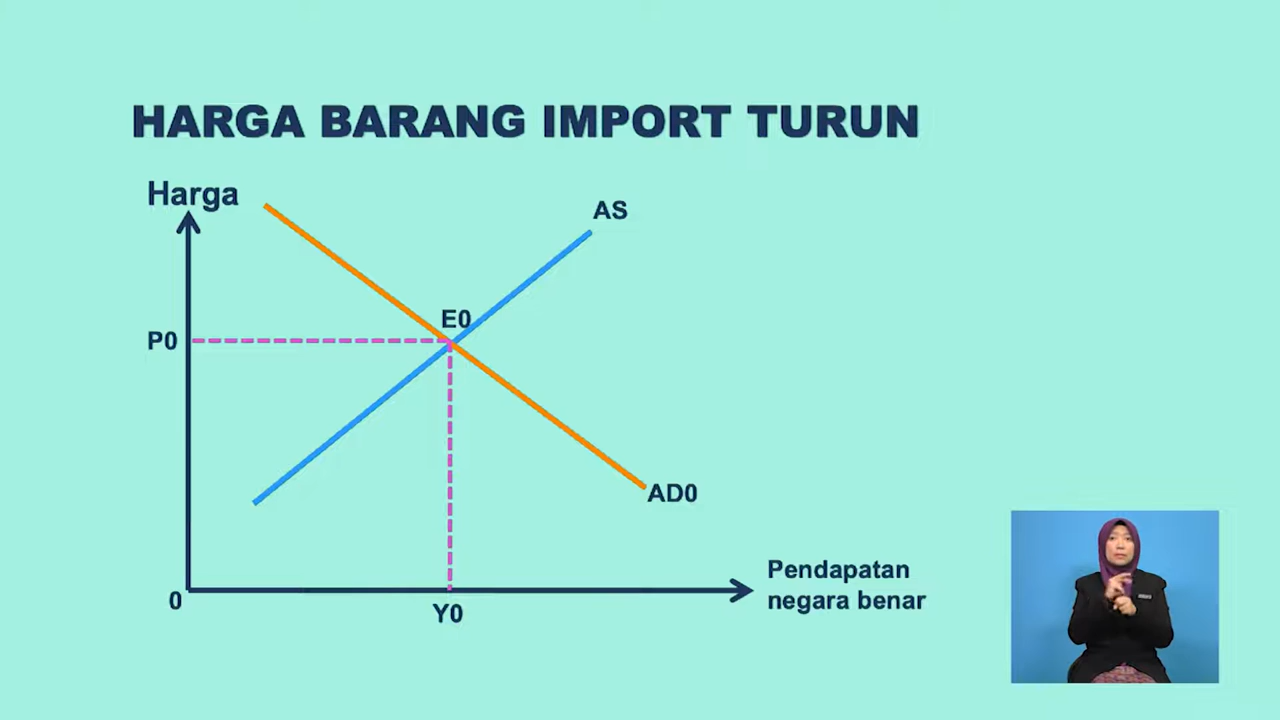 HARGA BARANG IMPORT TURUN
Harga
AS
E0
P0
AD0
Pendapatan
negara benar
0
Y0